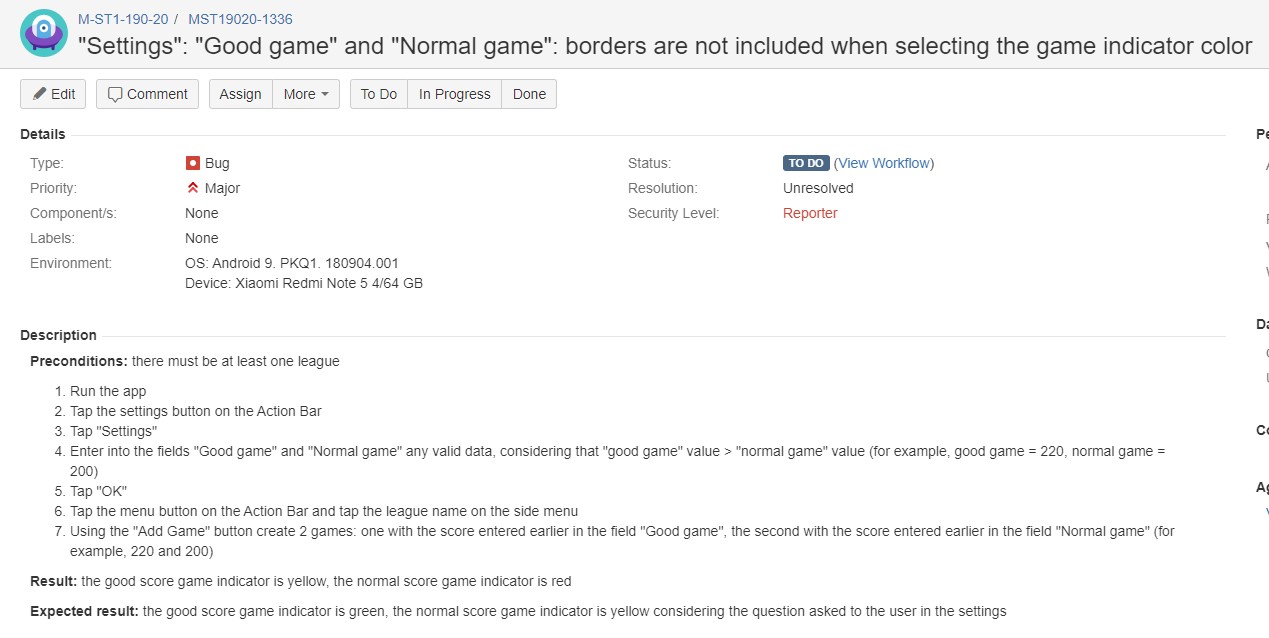 M-ST1-190-20 / MST19020-1336
"Settings": "Good game" and "Normal game": borders are not included when selecting the game indicator color
Edit Comment Assign More To Do In Progress Done
Details
Type: Bug Status: TO DO (View Workflow)
Priority: Major Resolution: Unresolved
Component/s: None Security Level: Reporter
Labels: None
Environment: OS: Android 9. PKQ1. 180904.001
Device: Xiaomi Redmi Note 5 4/64 GB
Description
Preconditions: there must be at least one league
1. Run the app
2. Tap the settings button on the Action Bar
3. Tap "Settings"
4. Enter into the fields "Good game" and "Normal game" any valid data, considering that "good game" value > "normal game" value (for example, good game = 220, normal game =
200)
5. Tap "OK"
6. Tap the menu button on the Action Bar and tap the league name on the side menu
7. Using the "Add Game" button create 2 games: one with the score entered earlier in the field "Good game", the second with the score entered earlier in the field "Normal game" (for
example, 220 and 200)
Result: the good score game indicator is yellow, the normal score game indicator is red
Expected result: the good score game indicator is green, the normal score game indicator is yellow considering the question asked to the user in the settings